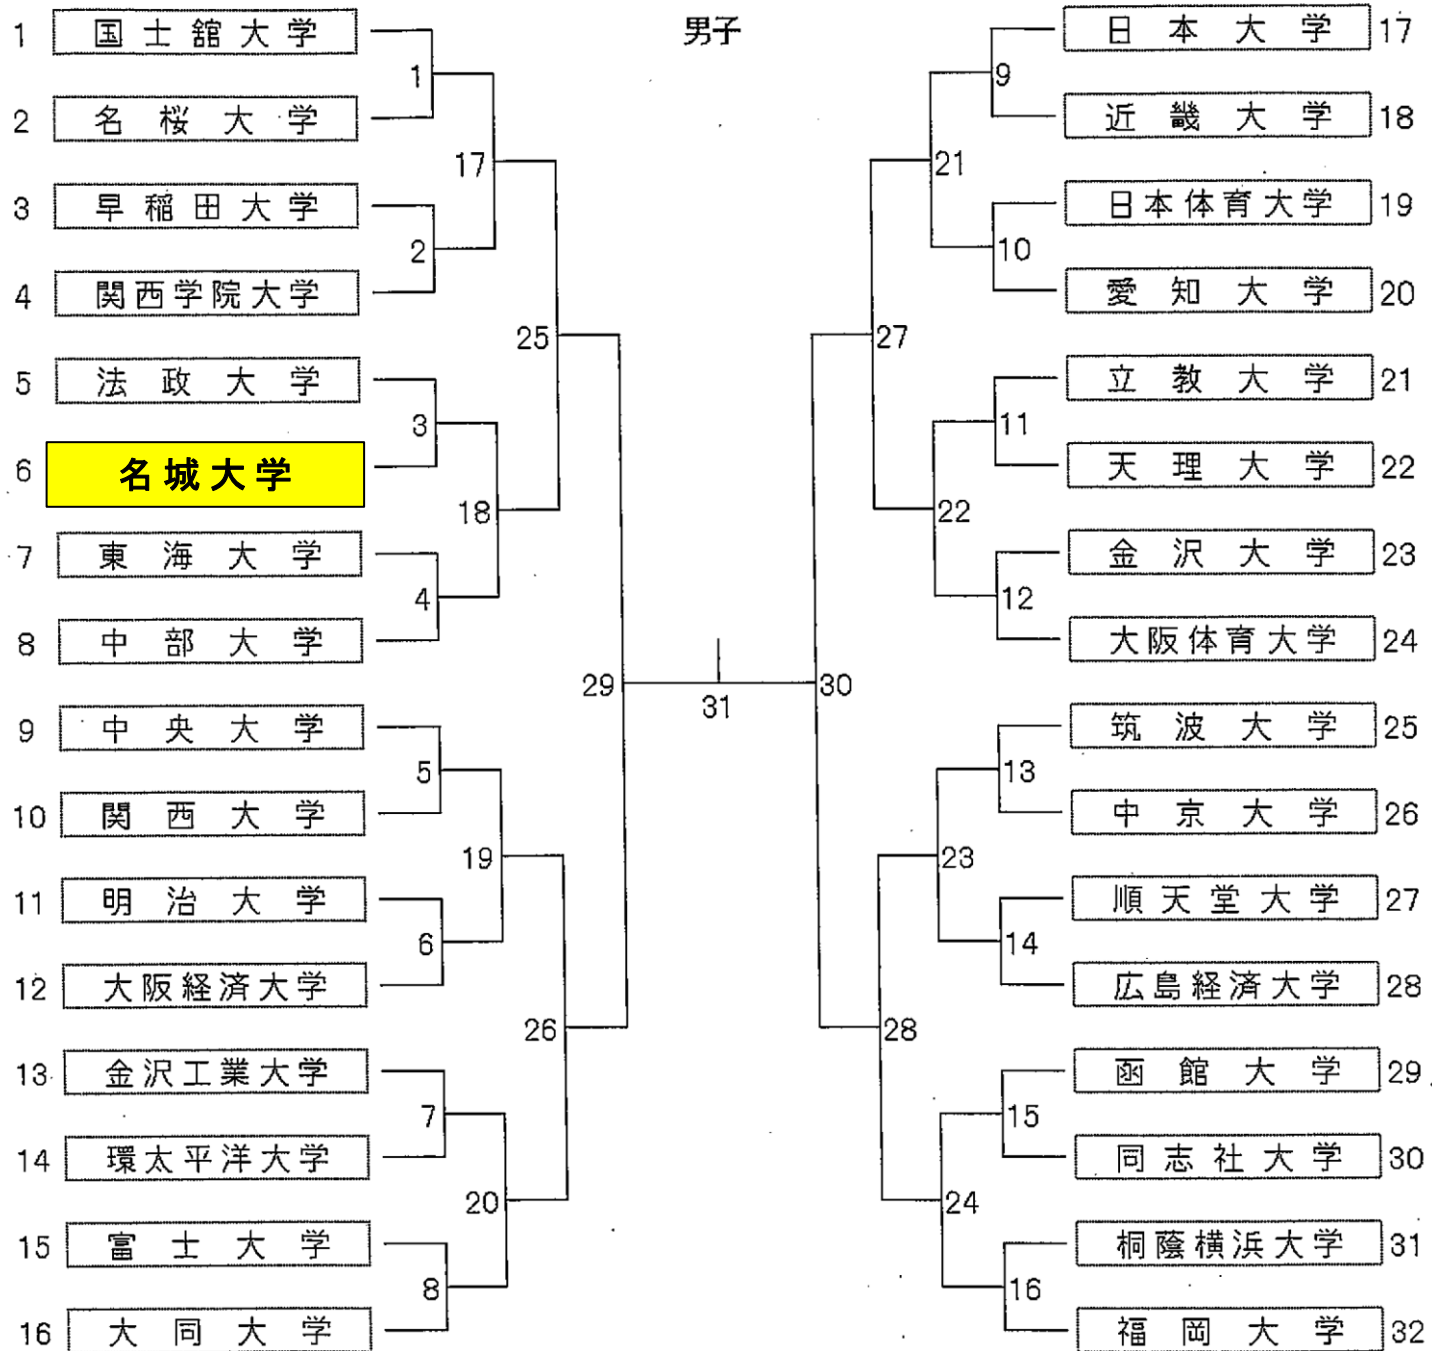 男子
1 国士舘大学
2 名桜大学
3 早稲田大学
4 関西学院大学
5 法政大学
6 名城大学
7 東海大学
8 中部大学
9 中央大学
10 関西大学
11 明治大学
12 大阪経済大学
13 金沢工業大学
14 環太平洋大学
15 富士大学
16 大同大学
1
2
3
4
5
6
7
8
17
18
19
20
25
26
29
31
30
27
28
21
22
23
24
9
10
11
12
13
14
15
16
日本大学 17
近畿大学 18
日本体育大学 19
愛知大学 20
立教大学 21
天理大学 22
金沢大学 23
大阪体育大学 24
筑波大学 25
中京大学 26
順天堂大学 27
広島経済大学 28
函館大学 29
同志社大学 30
桐蔭横浜大学 31
福岡大学 32